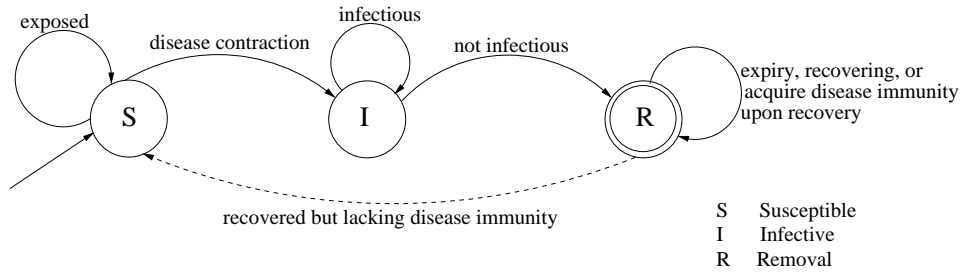 exposed
disease contraction
infectious
not infectious
expiry, recovering, or
acquire disease immunity
upon recovery
S
I
R
recovered but lacking disease immunity
S Susceptible
I Infective
R Removal